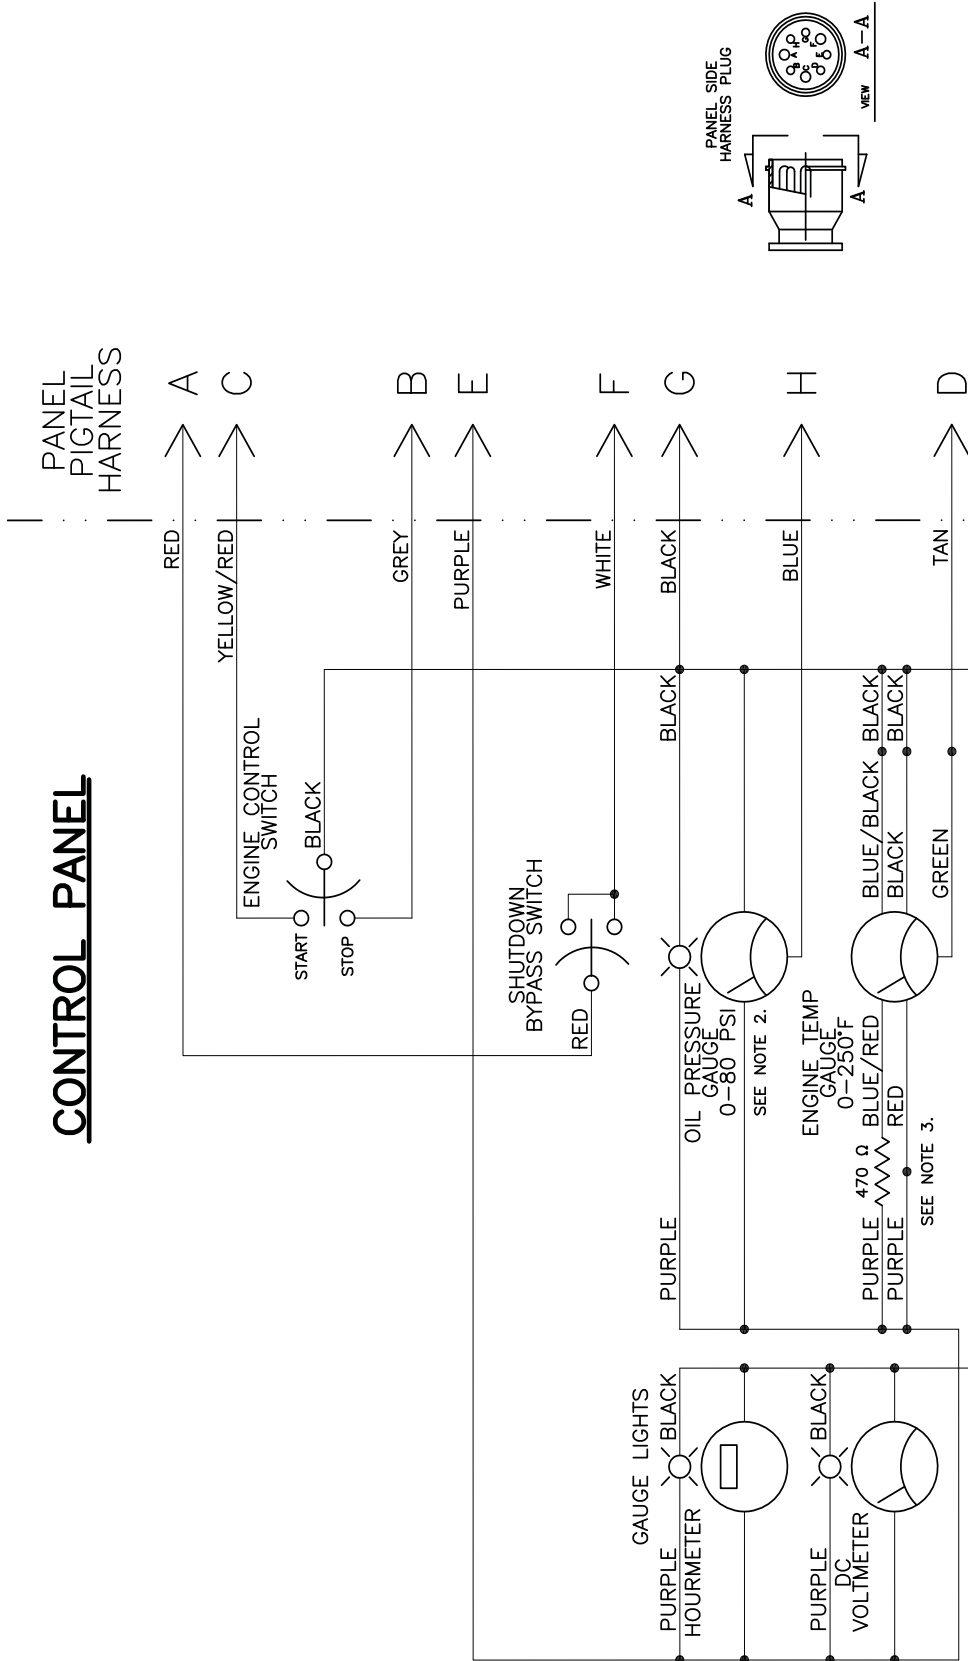 CONTROL PANEL
PANEL
PIGTAIL
HARNESS
A
C
B
E
F
G
H
D
RED
YELLOW/RED
GREY
PURPLE
WHITE
BLACK
BLUE
TAN
ENGINE CONTROL
SWITCH
BLACK
START
STOP
SHUTDOWN
BYPASS SWITCH
RED
BLACK
OIL PRESSURE
GAUGE
0-80 PSI
SEE NOTE 2.
PURPLE
ENGINE TEMP
GAUGE
0-250°F
BLUE/BLACK
BLACK
BLACK
BLACK
GREEN
BLUE/RED
RED
470 Ω
PURPLE
PURPLE
SEE NOTE 3.
GAUGE LIGHTS
PURPLE
BLACK
HOURMETER
PURPLE
BLACK
DC
VOLTMETER
PANEL SIDE
HARNESS PLUG
A
A
VIEW A-A
A
B
C
D
E
F
G
H